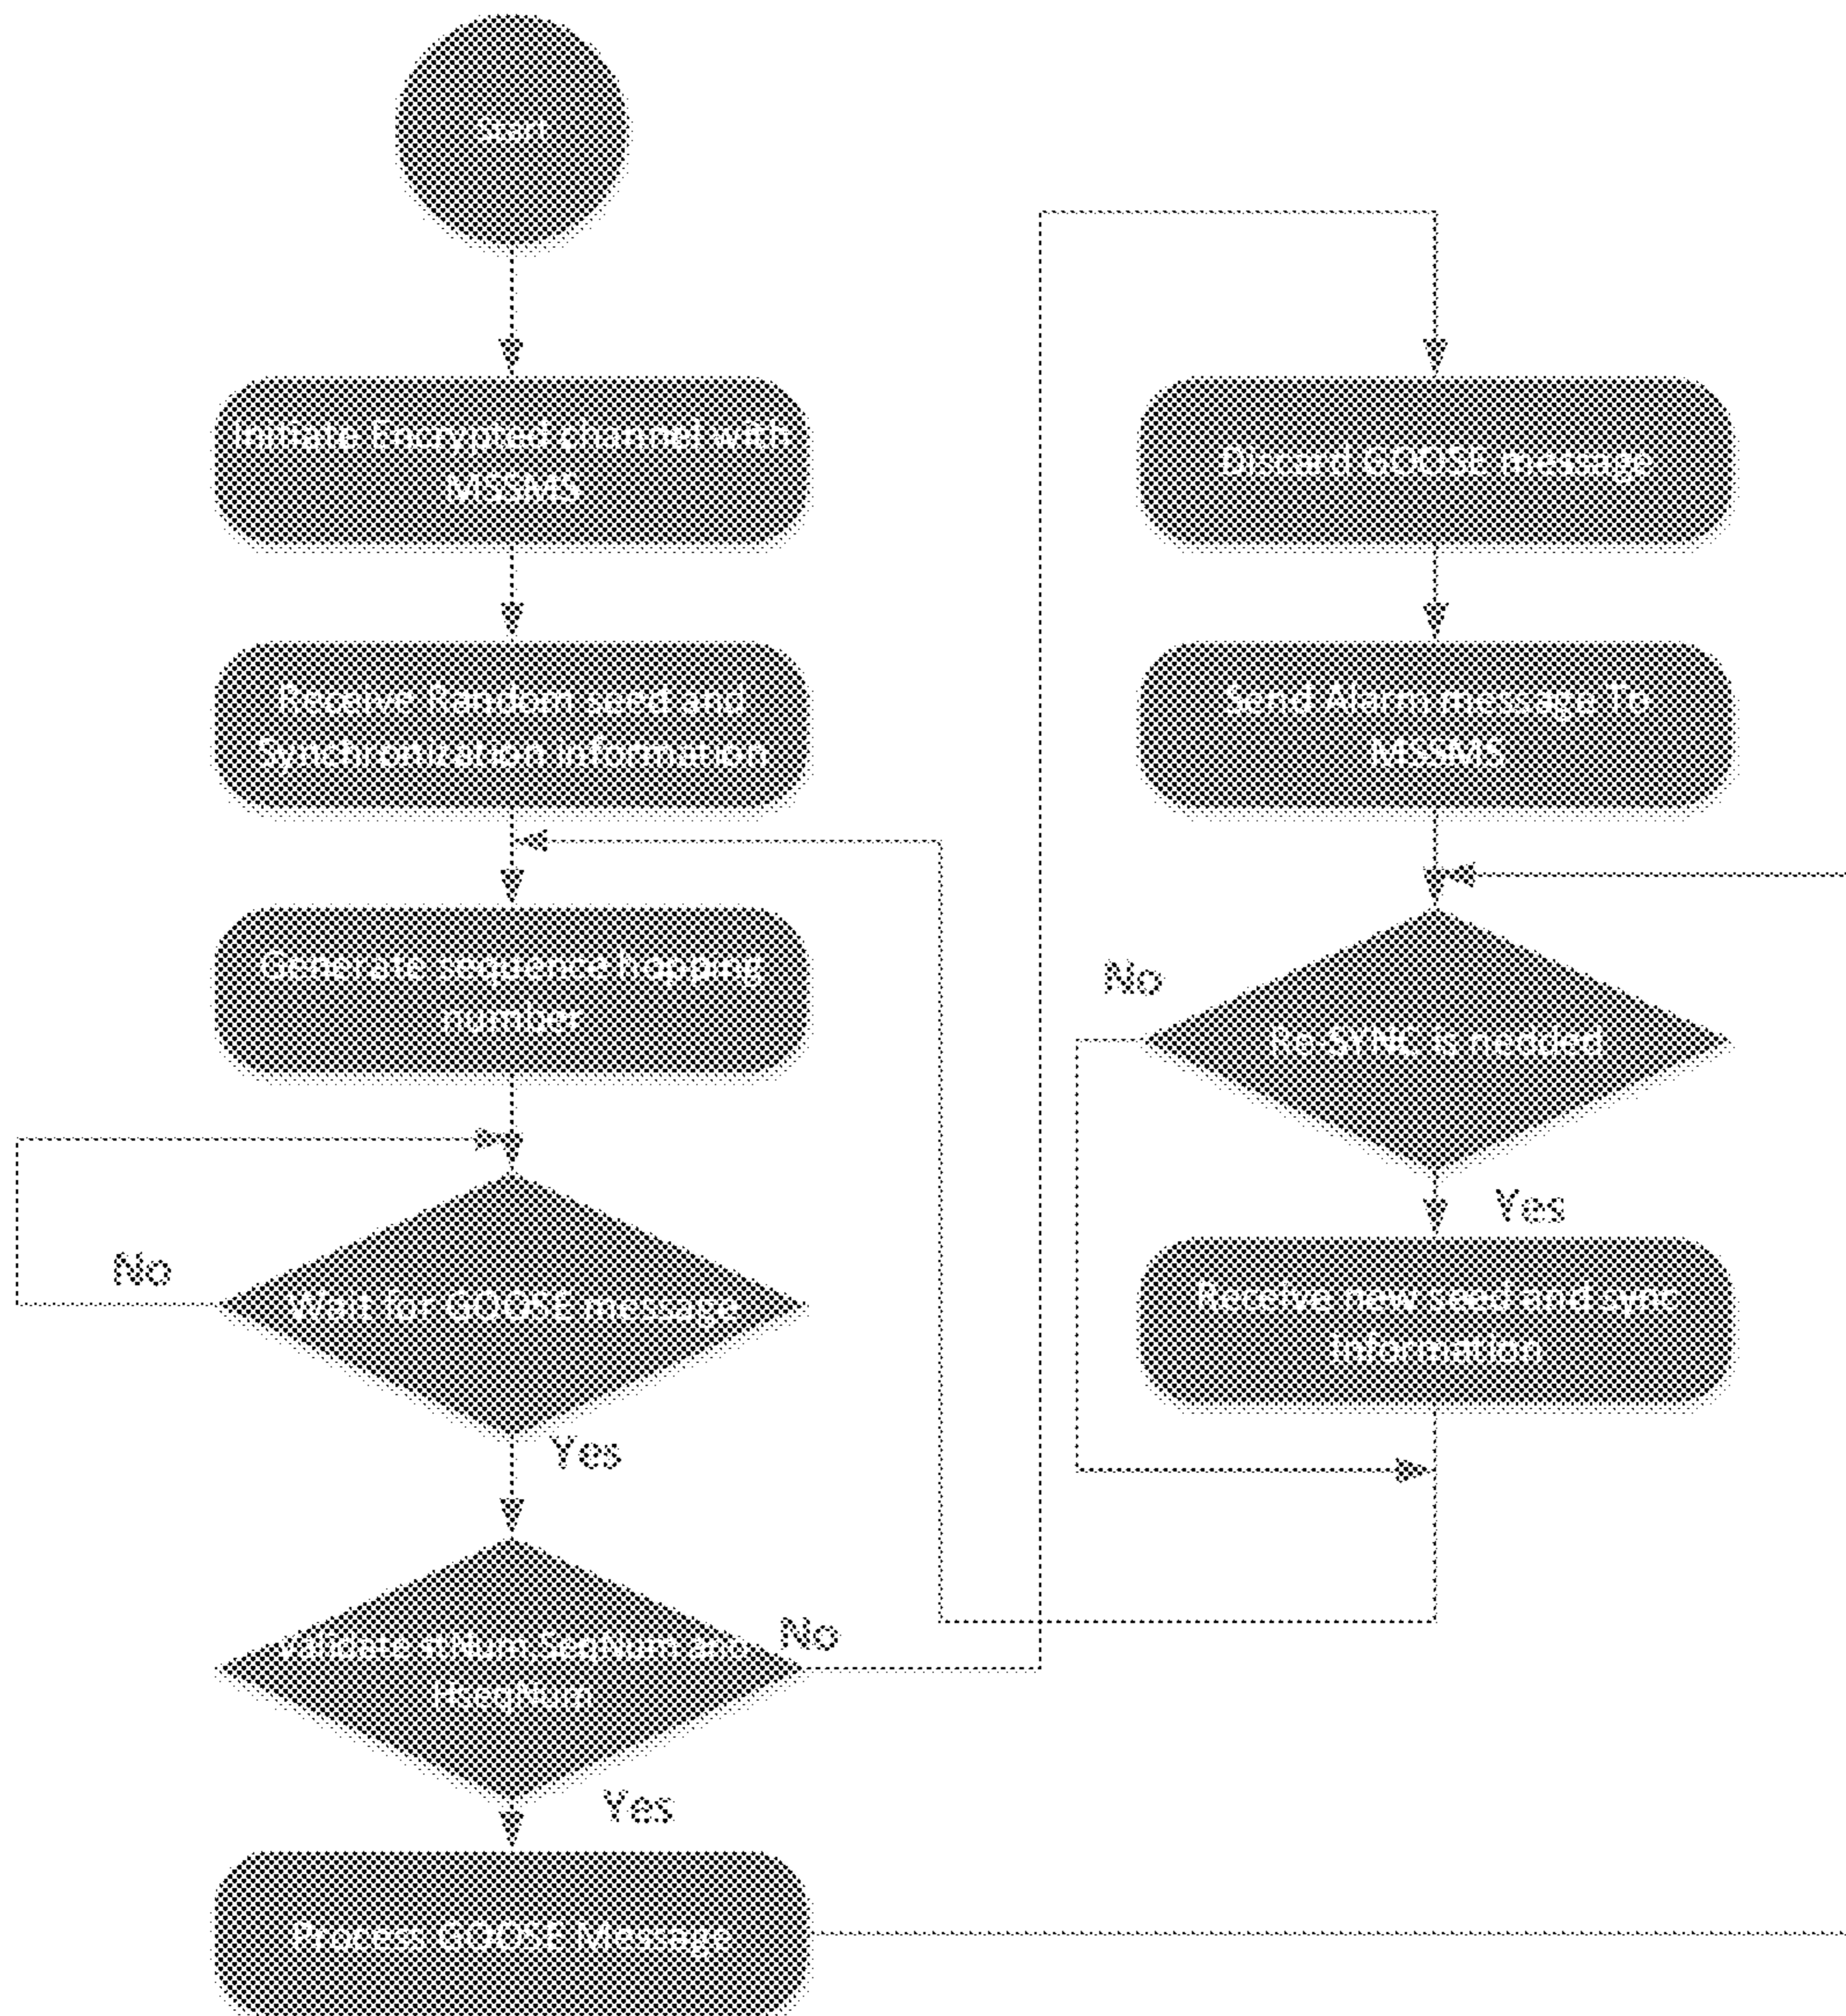 Start
Initiate Encrypted channel with
MSSMS
Receive Random seed and
Synchronization information
Generate sequence hopping
number
No
Wait for GOOSE message
Yes
Validate stNum SeqNum and
HseqNum
No
Yes
Process GOOSE Message
Discard GOOSE message
Send Alarm message To
MSSMS
No
Re-SYNC is nedded
Yes
Receive new seed and sync
information